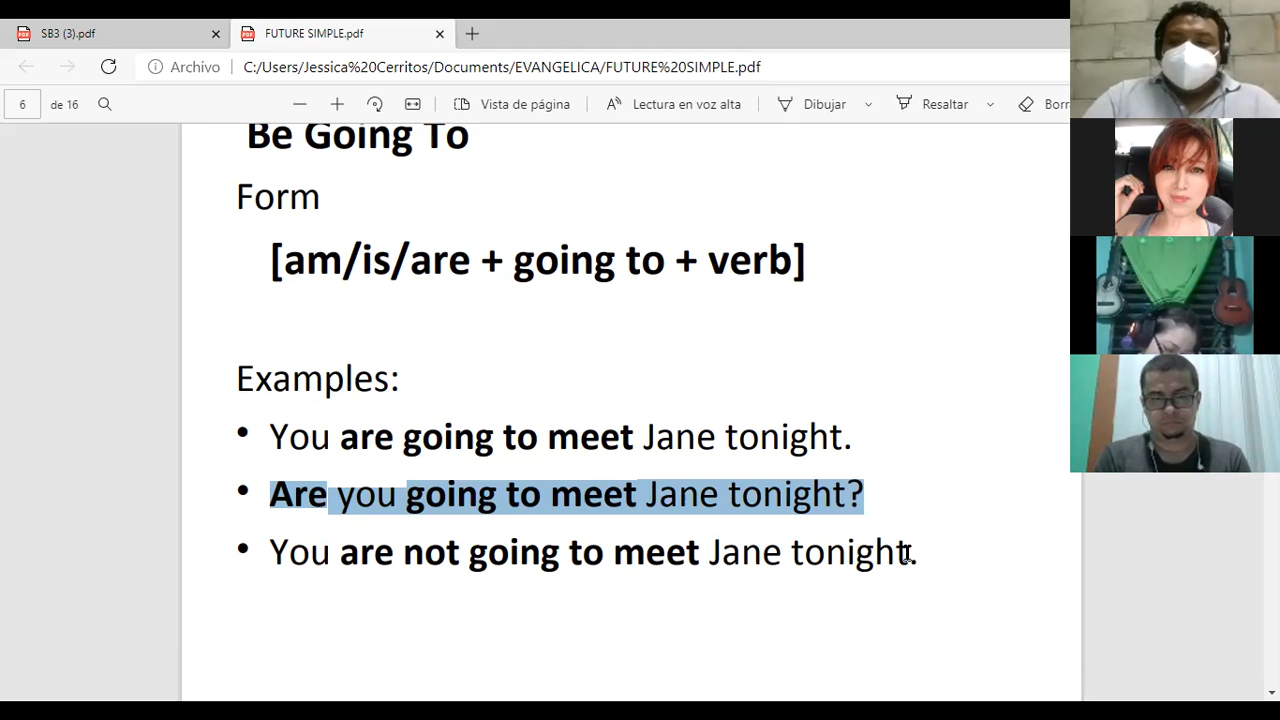 SB3 (3).pdf
FUTURE SIMPLE.pdf
Archivo C:/Users/Jessica%20Cerritos/Documents/EVANGELICA/FUTURE%20SIMPLE.pdf
6 de 16 Vista de página Lectura en voz alta Dibujar Resaltar Borr
Be Going To
Form
[am/is/are + going to + verb]
Examples:
• You are going to meet Jane tonight.
• Are you going to meet Jane tonight?
• You are not going to meet Jane tonight.